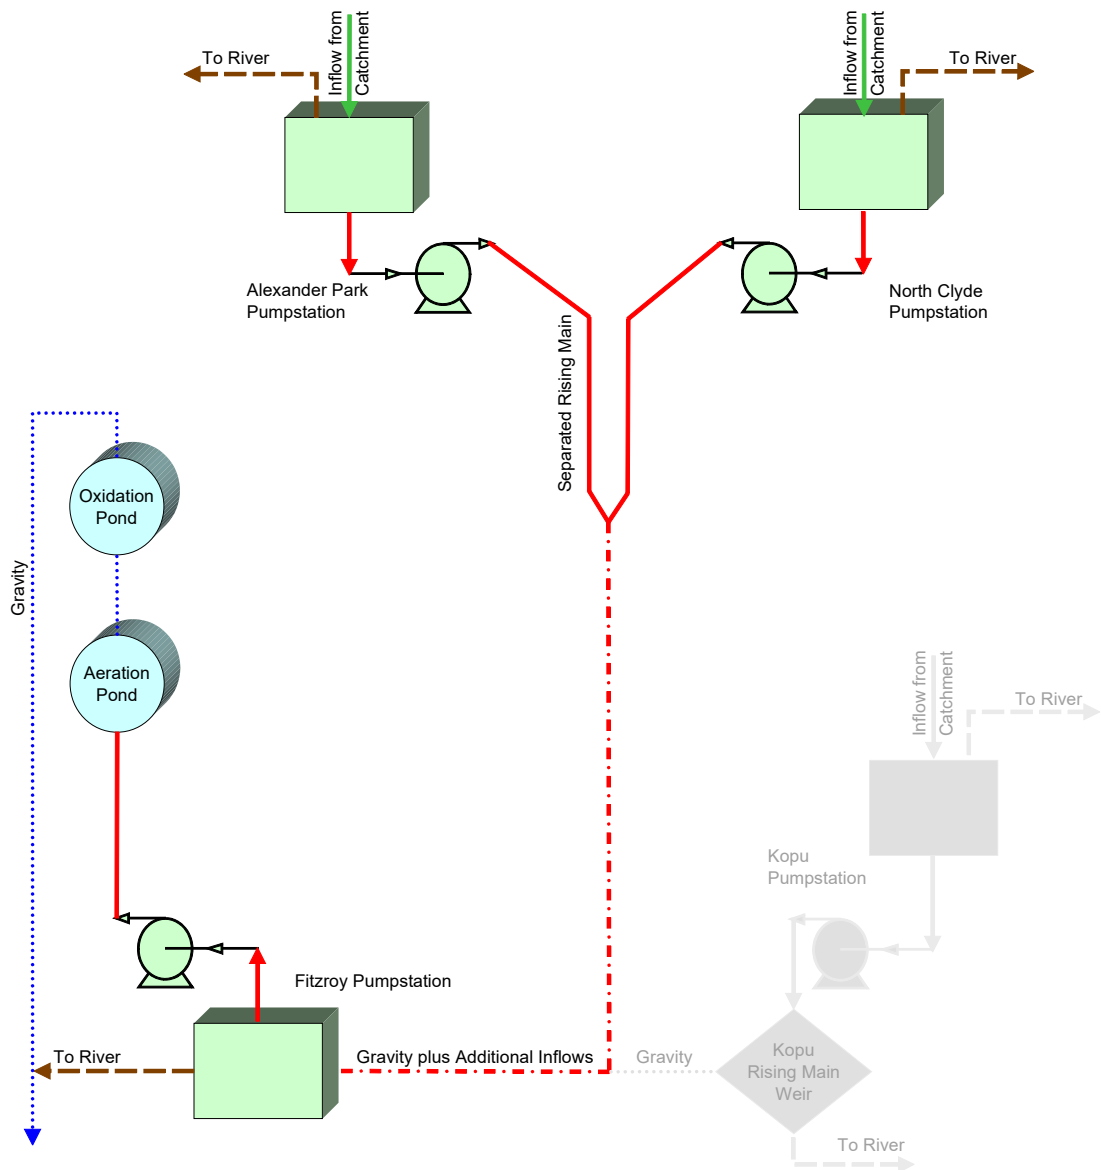 To River
Inflow from
Catchment
Inflow from
Catchment
To River
Alexander Park
Pumpstation
North Clyde
Pumpstation
Separated Rising Main
Oxidation
Pond
Gravity
Aeration
Pond
Inflow from
Catchment
To River
Kopu
Pumpstation
Fitzroy Pumpstation
To River
Gravity plus Additional Inflows
Gravity
Kopu
Rising Main
Weir
To River